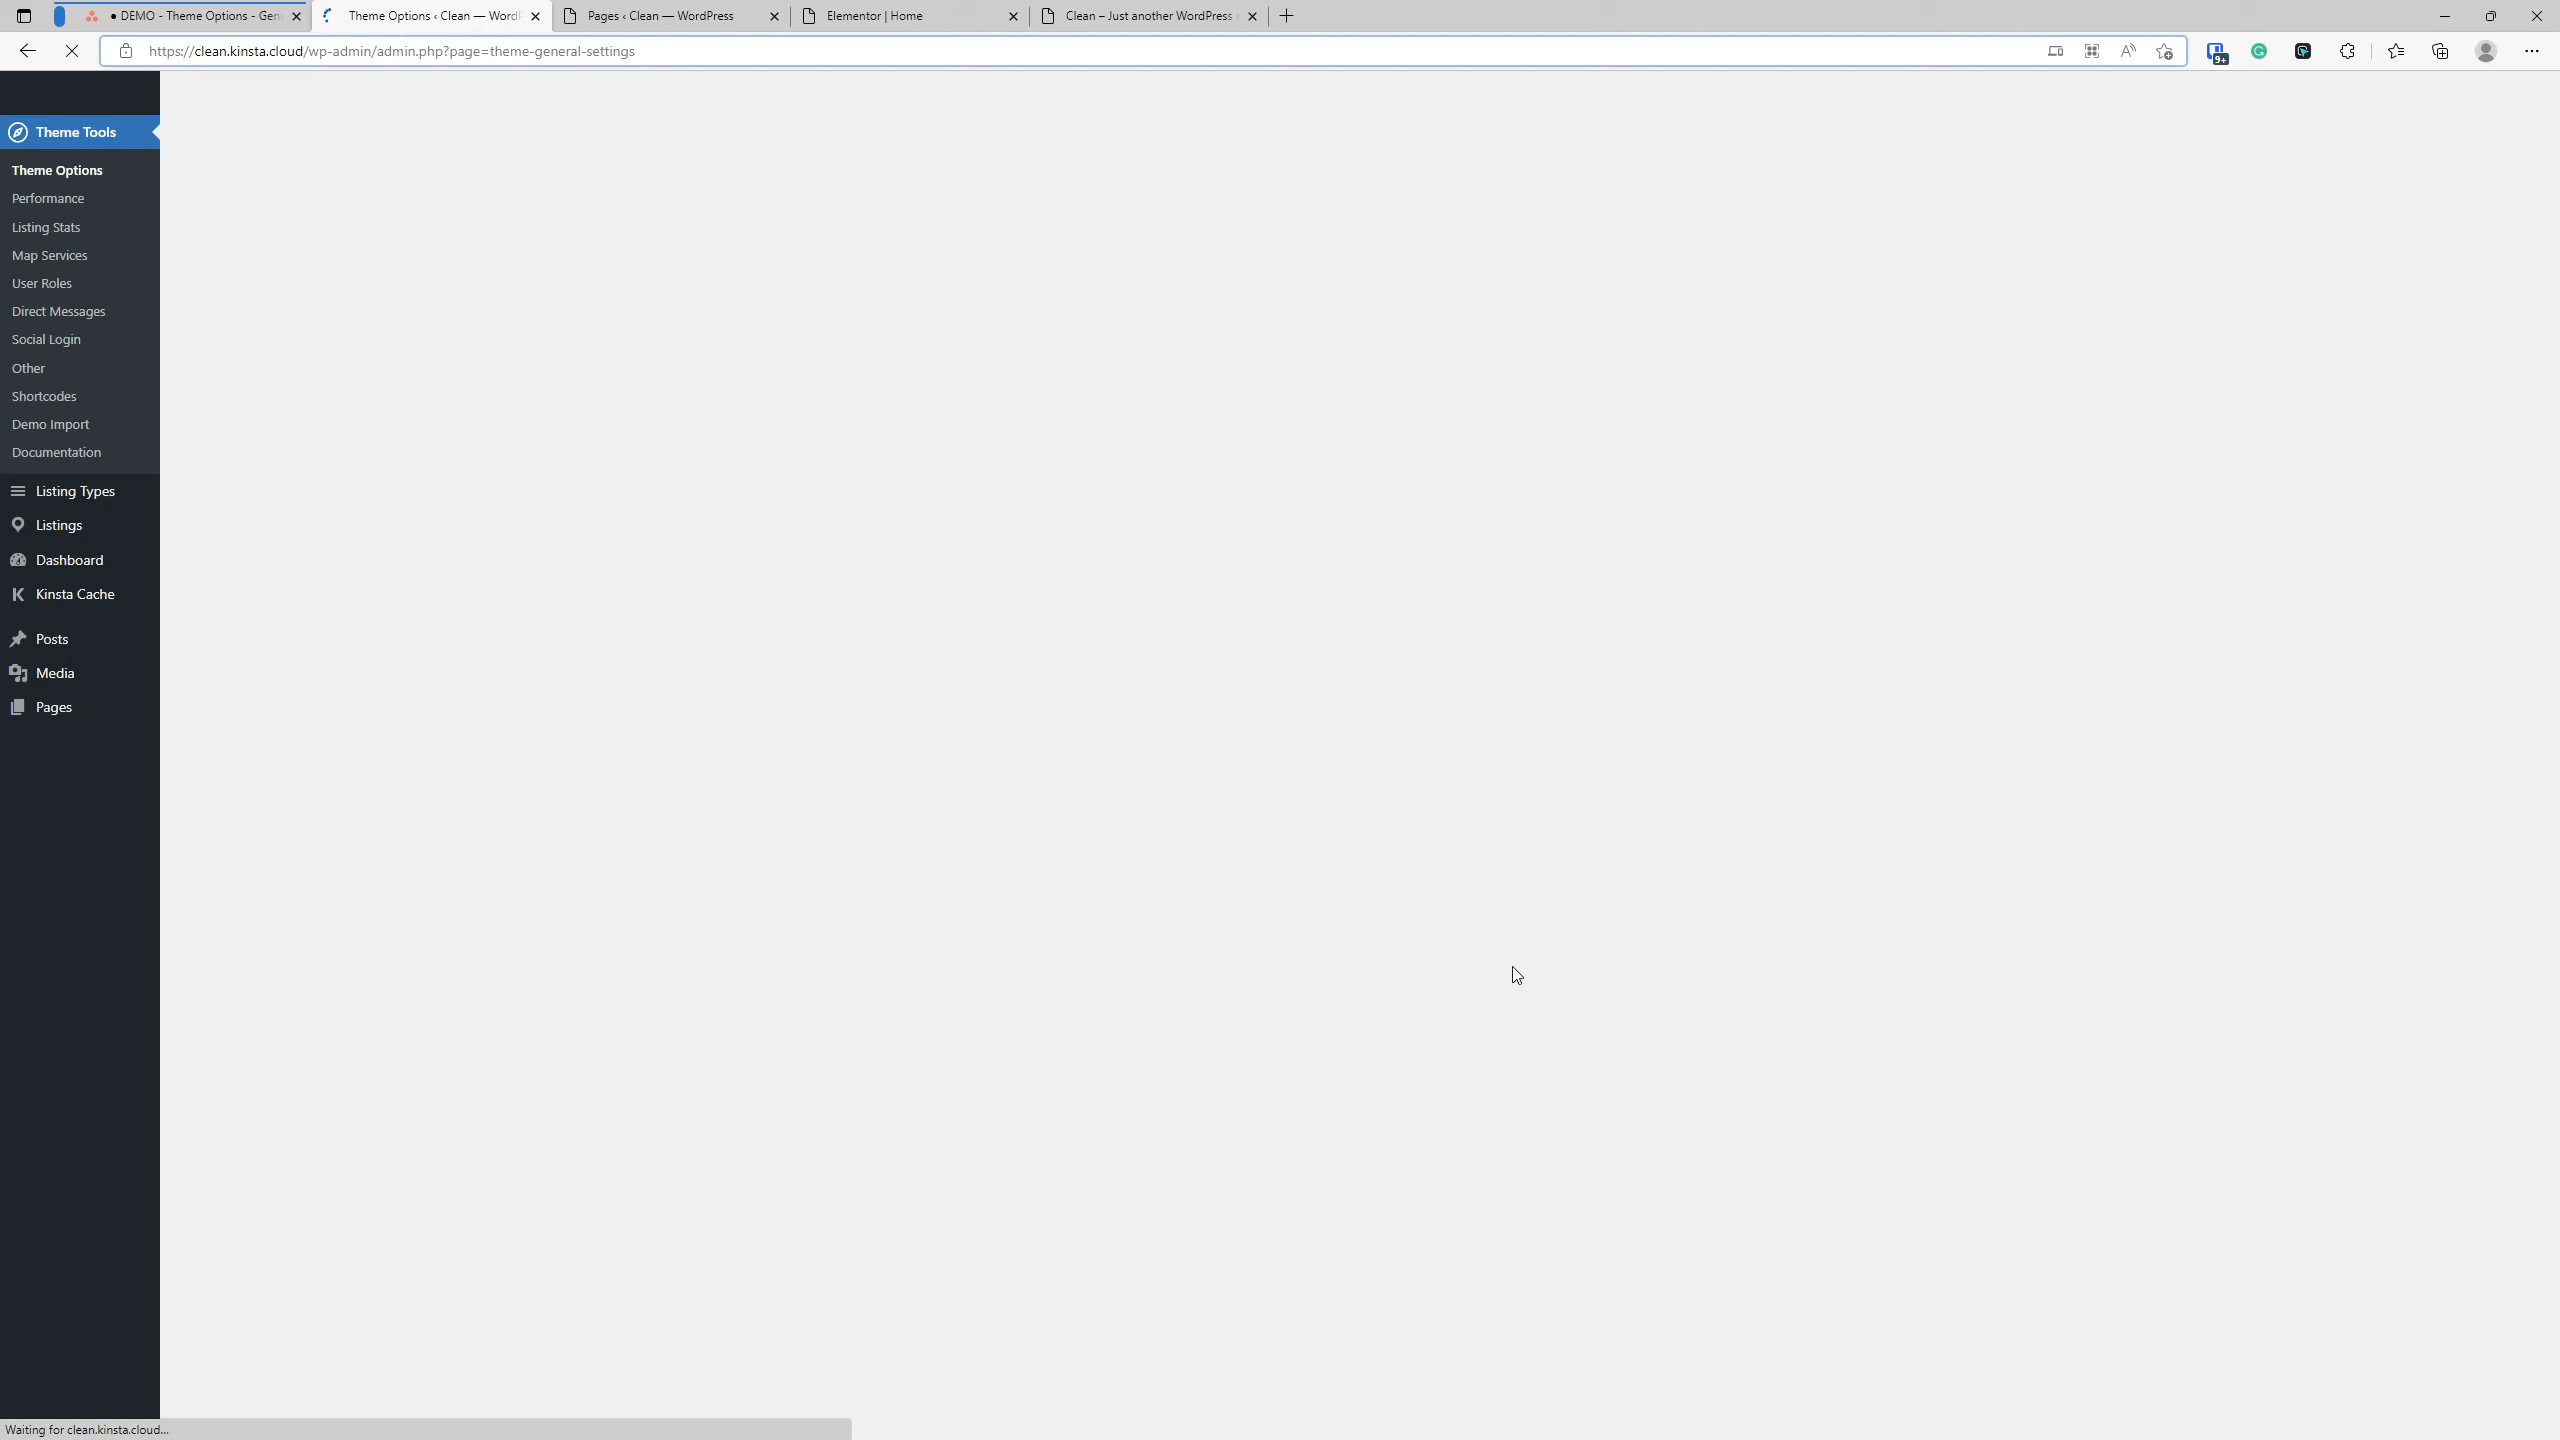 • DEMO - Theme Options - Gen
Theme Options ‹ Clean — WordP
Pages ‹ Clean — WordPress
Elementor | Home
Clean – Just another WordPress
https://clean.kinsta.cloud/wp-admin/admin.php?page=theme-general-settings
9+
Theme Tools
Theme Options
Performance
Listing Stats
Map Services
User Roles
Direct Messages
Social Login
Other
Shortcodes
Demo Import
Documentation
Listing Types
Listings
Dashboard
Kinsta Cache
Posts
Media
Pages
Waiting for clean.kinsta.cloud...